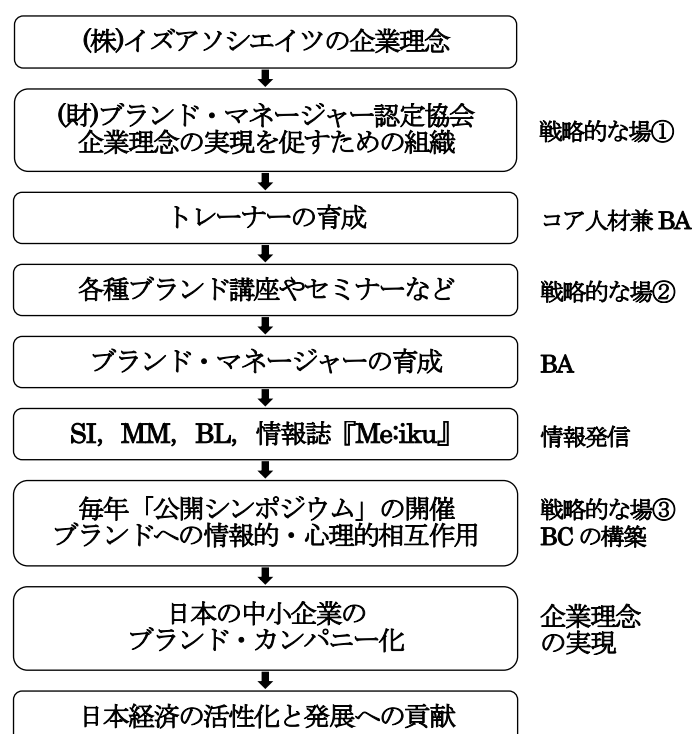 (株)イズアソシエイツの企業理念
(財)ブランド・マネージャー認定協会
企業理念の実現を促すための組織
戦略的な場①
トレーナーの育成
コア人材兼 BA
各種ブランド講座やセミナーなど
戦略的な場②
ブランド・マネージャーの育成
BA
SI, MM, BL, 情報誌『Me:iku』
情報発信
毎年「公開シンポジウム」の開催
ブランドへの情報的・心理的相互作用
戦略的な場③
BC の構築
日本の中小企業の
ブランド・カンパニー化
企業理念
の実現
日本経済の活性化と発展への貢献